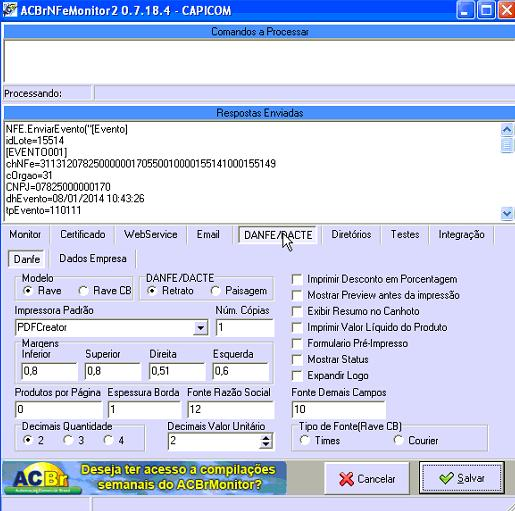 ACBrNFeMonitor2 0.7.18.4 - CAPICOM
Comandos a Processar
Processando:
Respostas Enviadas
NFE.EnviarEvento("[Evento]
idLote=15514
[EVENTO001]
chNFe=31131207825000000170550010000155141000155149
cOrgao=31
CNPJ=07825000000170
dhEvento=08/01/2014 10:43:26
tpEvento=110111
Monitor Certificado WebService Email DANFE/DACTE Diretórios Testes Integração
Danfe Dados Empresa
Modelo DANFE/DACTE
Rave Rave CB Retrato Paisagem
Impressora Padrão Núm. Cópias
PDFCreator 1
Margens
Inferior Superior Direita Esquerda
0,8 0,8 0,51 0,6
Produtos por Página Espessura Borda Fonte Razão Social
0 1 12
Decimais Quantidade Decimais Valor Unitário
2 3 4 2
Imprimir Desconto em Porcentagem
Mostrar Preview antes da impressão
Exibir Resumo no Canhoto
Imprimir Valor Líquido do Produto
Formulario Pré-Impresso
Mostrar Status
Expandir Logo
Fonte Demais Campos
10
Tipo de Fonte(Rave CB)
Times Courier
ACBr
Deseja ter acesso a compilações
semanais do ACBrMonitor?
Cancelar Salvar